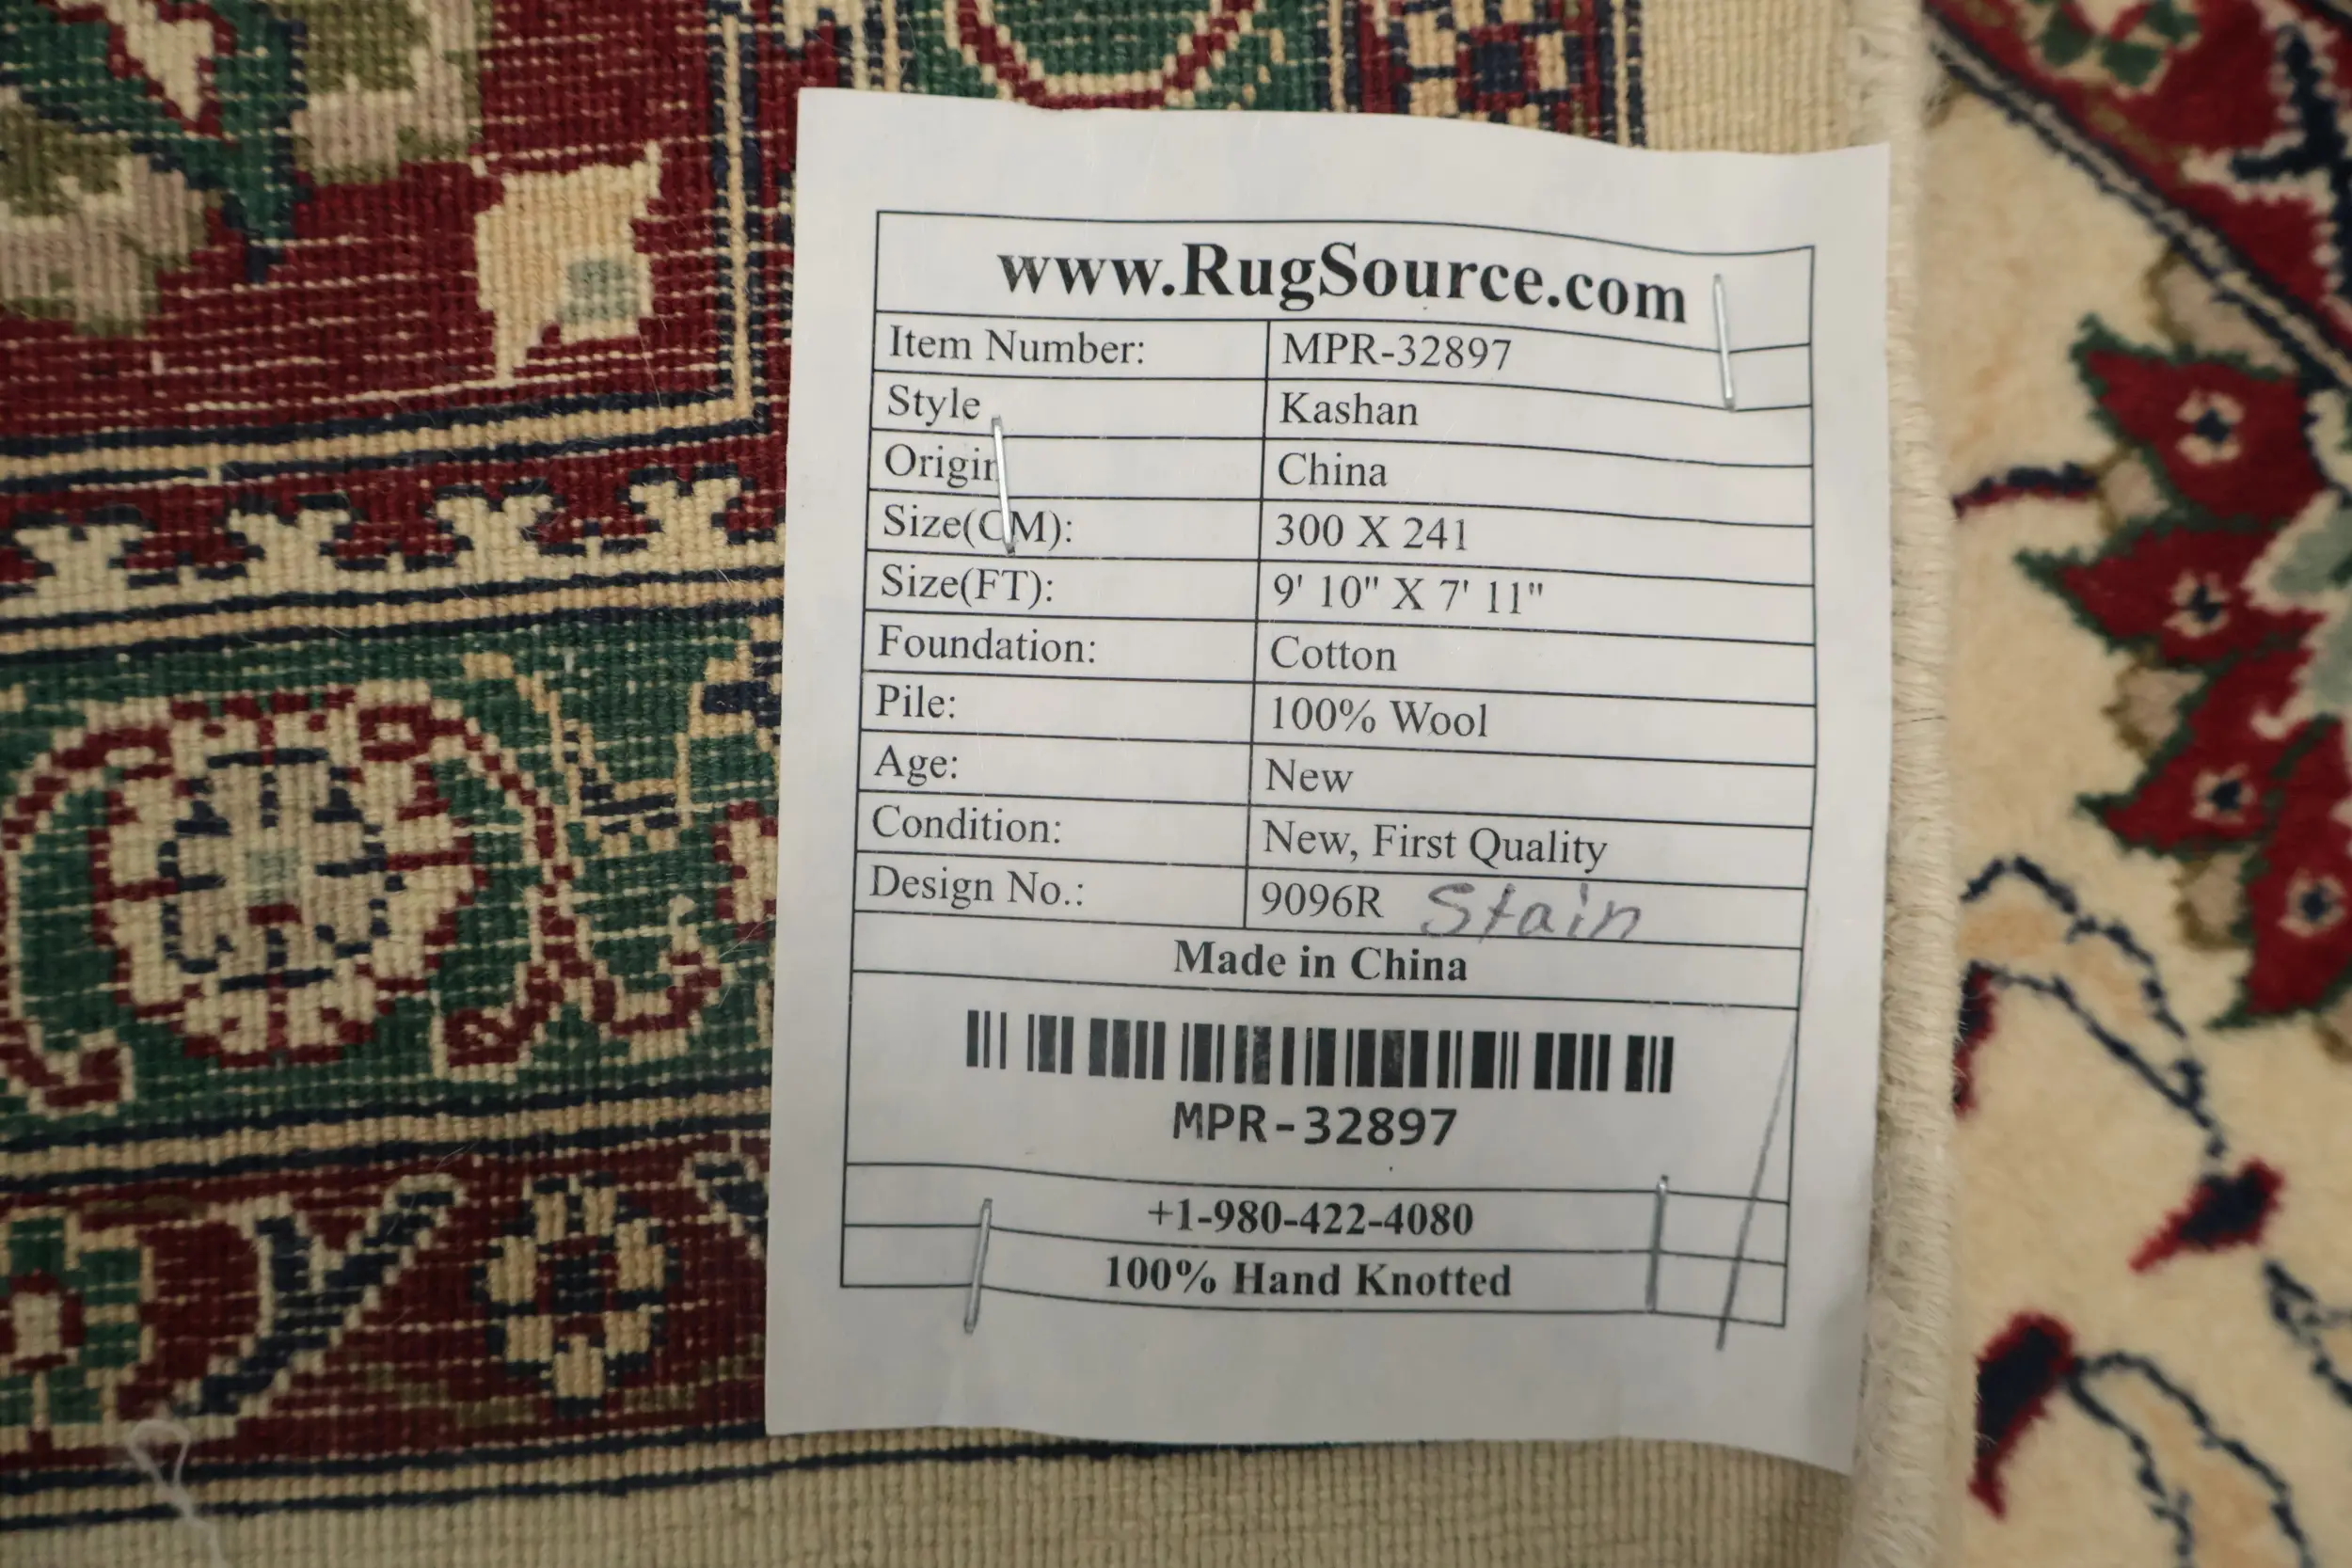 www.RugSource.com
Item Number: MPR-32897
Style Kashan
Origin China
Size(CM): 300 X 241
Size(FT): 9' 10" X 7' 11"
Foundation: Cotton
Pile: 100% Wool
Age: New
Condition: New, First Quality
Design No.: 9096R Stain
Made in China
MPR-32897
+1-980-422-4080
100% Hand Knotted